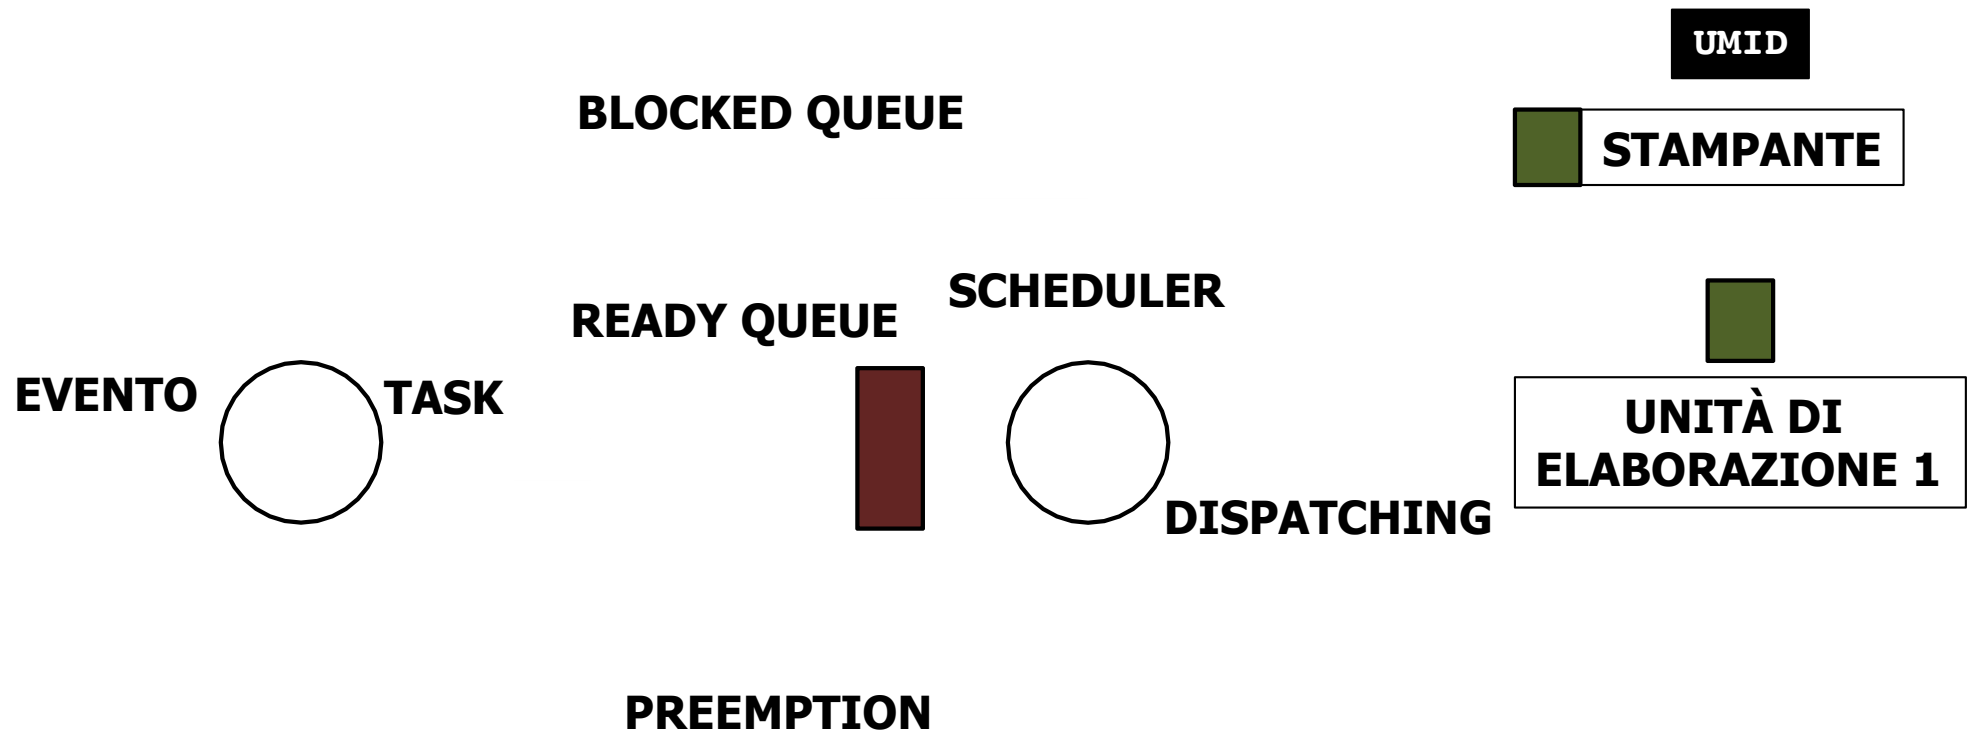 UMID
BLOCKED QUEUE
STAMPANTE
SCHEDULER
READY QUEUE
EVENTO
TASK
UNITÀ DI
ELABORAZIONE 1
DISPATCHING
PREEMPTION